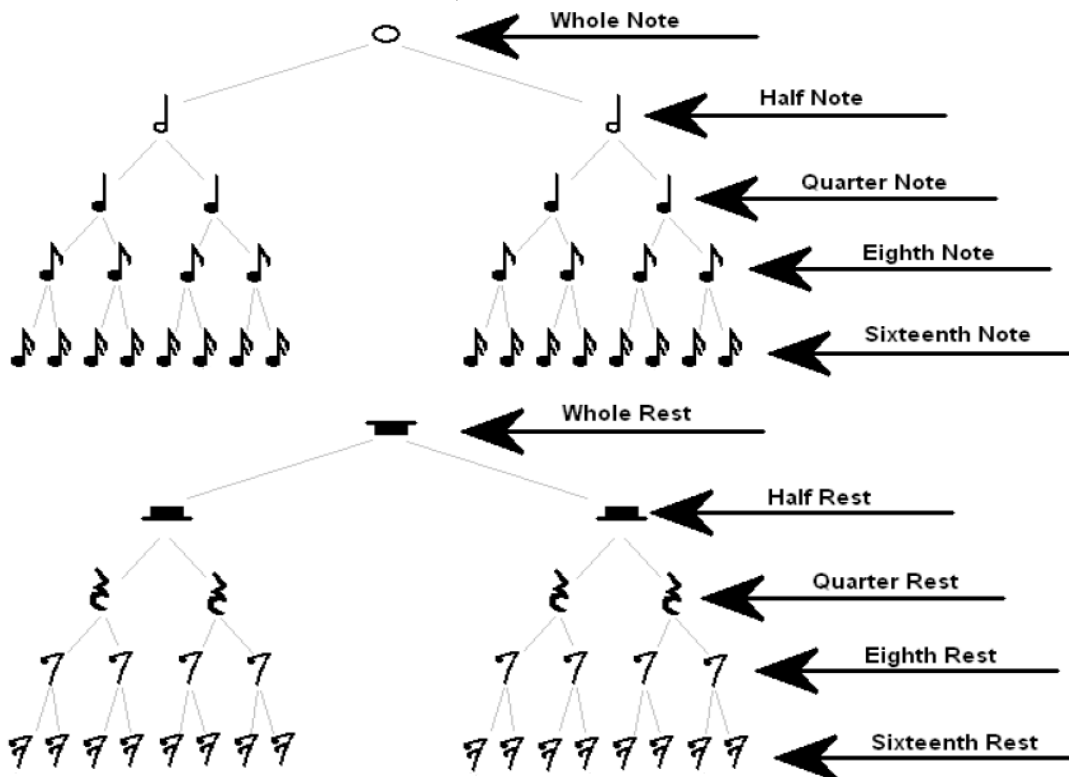 Whole Note
Half Note
Quarter Note
Eighth Note
Sixteenth Note
Whole Rest
Half Rest
Quarter Rest
Eighth Rest
Sixteenth Rest